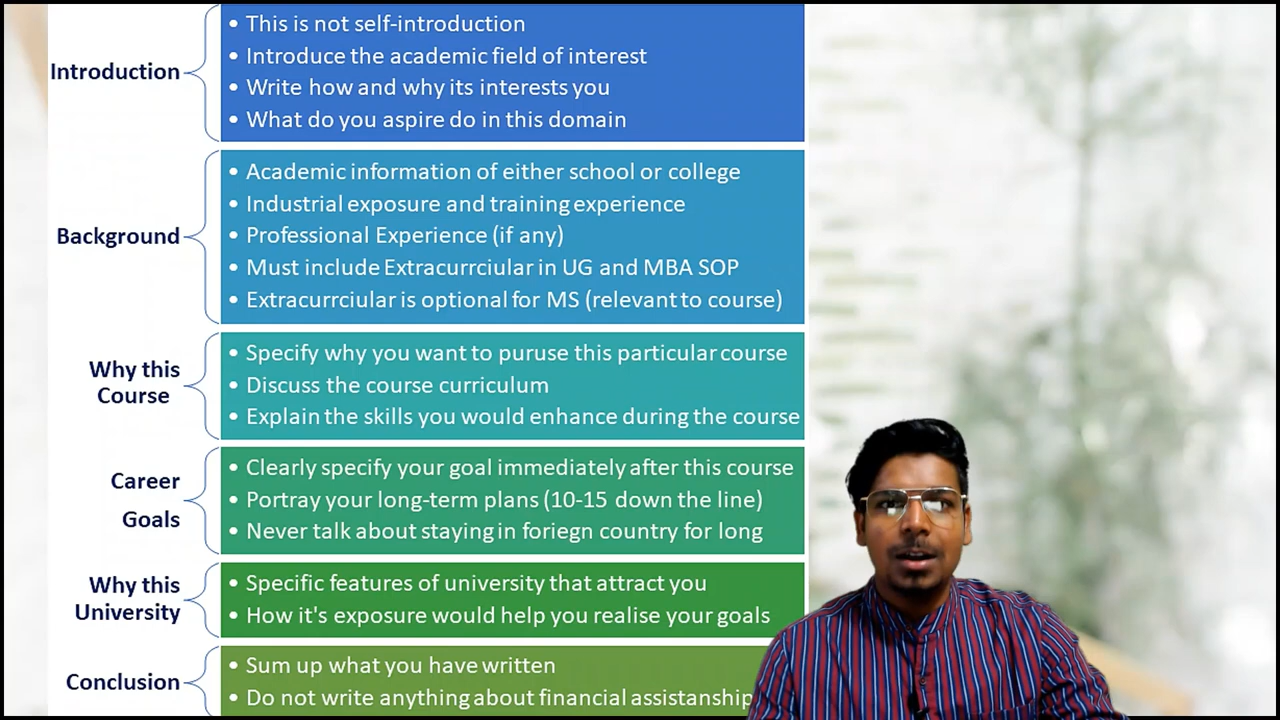 Introduction
• This is not self-introduction
• Introduce the academic field of interest
• Write how and why its interests you
• What do you aspire do in this domain
Background
• Academic information of either school or college
• Industrial exposure and training experience
• Professional Experience (if any)
• Must include Extracurrciular in UG and MBA SOP
• Extracurrciular is optional for MS (relevant to course)
Why this
Course
• Specify why you want to puruse this particular course
• Discuss the course curriculum
• Explain the skills you would enhance during the course
Career
Goals
• Clearly specify your goal immediately after this course
• Portray your long-term plans (10-15 down the line)
• Never talk about staying in foriegn country for long
Why this
University
• Specific features of university that attract you
• How it's exposure would help you realise your goals
Conclusion
• Sum up what you have written
• Do not write anything about financial assistanship